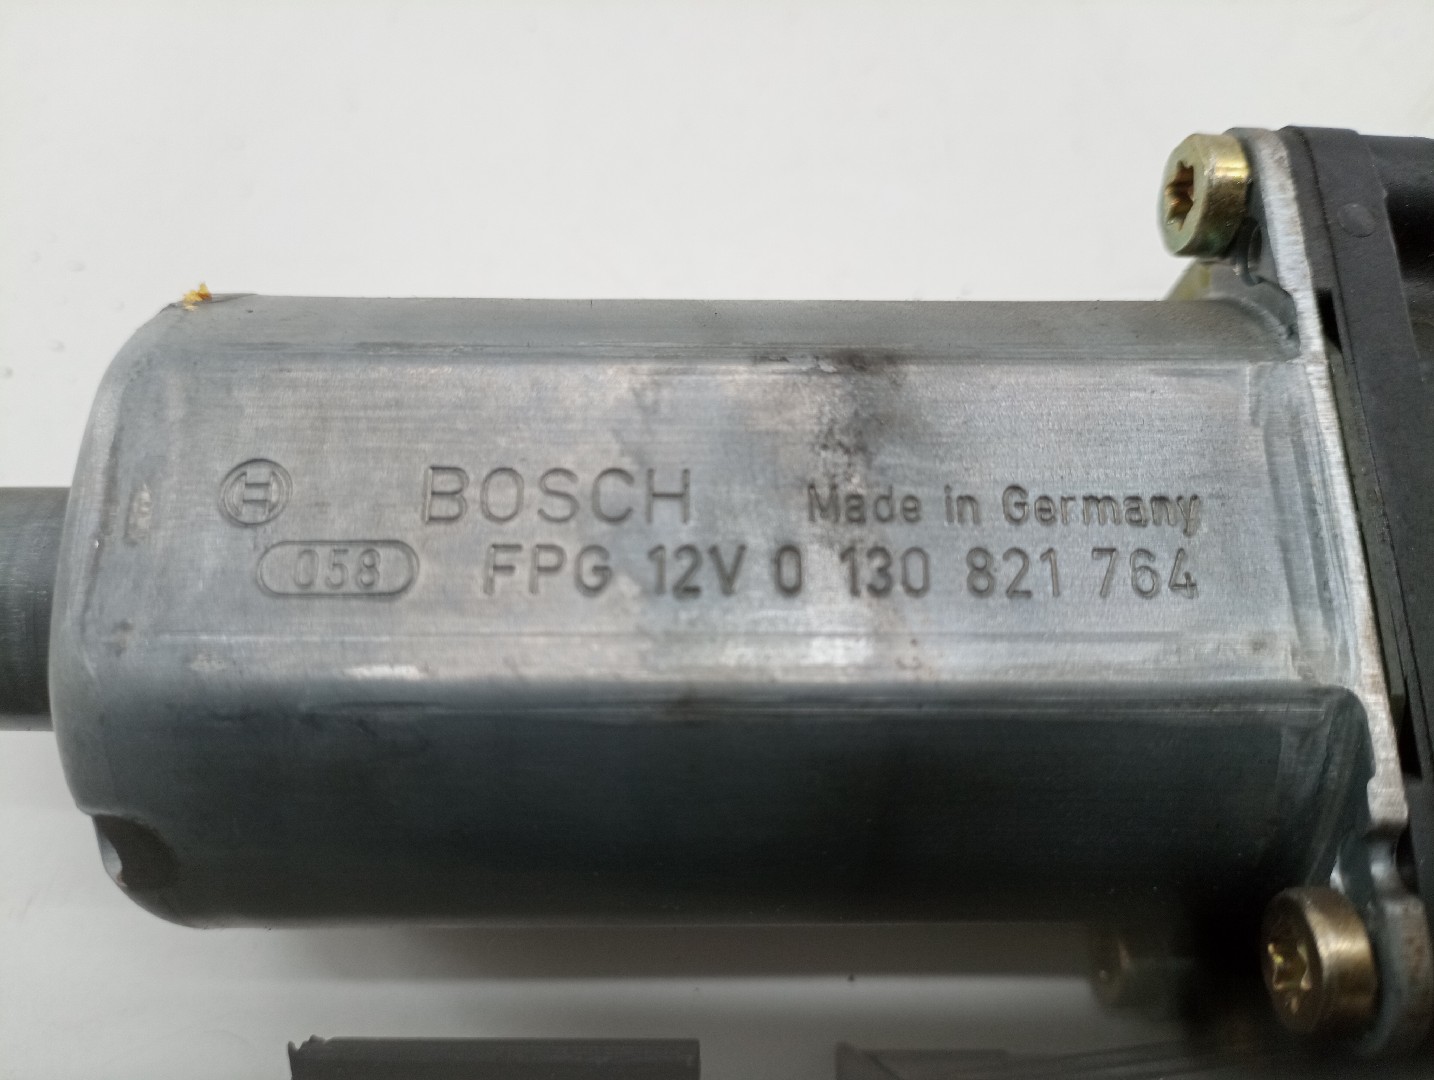 BOSCH Made in Germany
058 FPG 12V 0 130 821 764